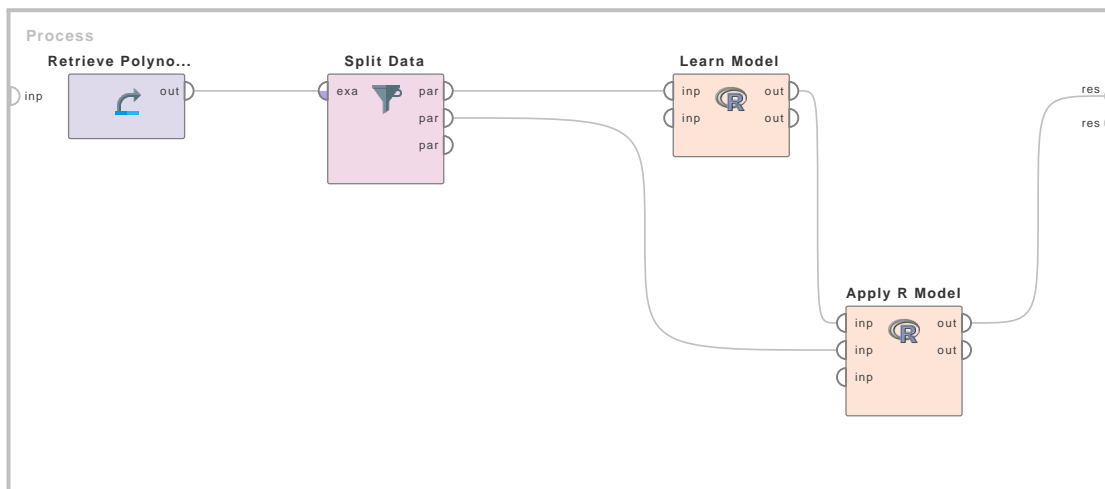 Process
inp
Retrieve Polyno...
out
Split Data
exa
par
par
par
Learn Model
inp
out
inp
out
R
Apply R Model
inp
out
inp
out
inp
R
res
res